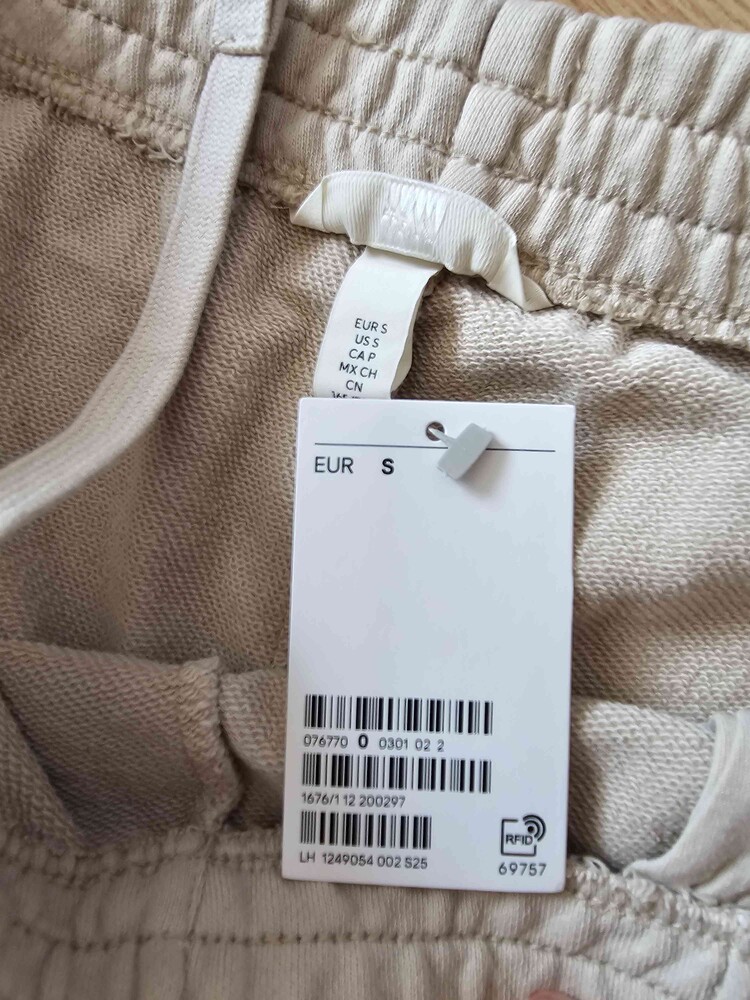 EUR S
US S
CA P
MX CH
CN
EUR S
076770 0 0301 02 2
1676/1 12 200297
LH 1249054 002 S25
RFID
69757